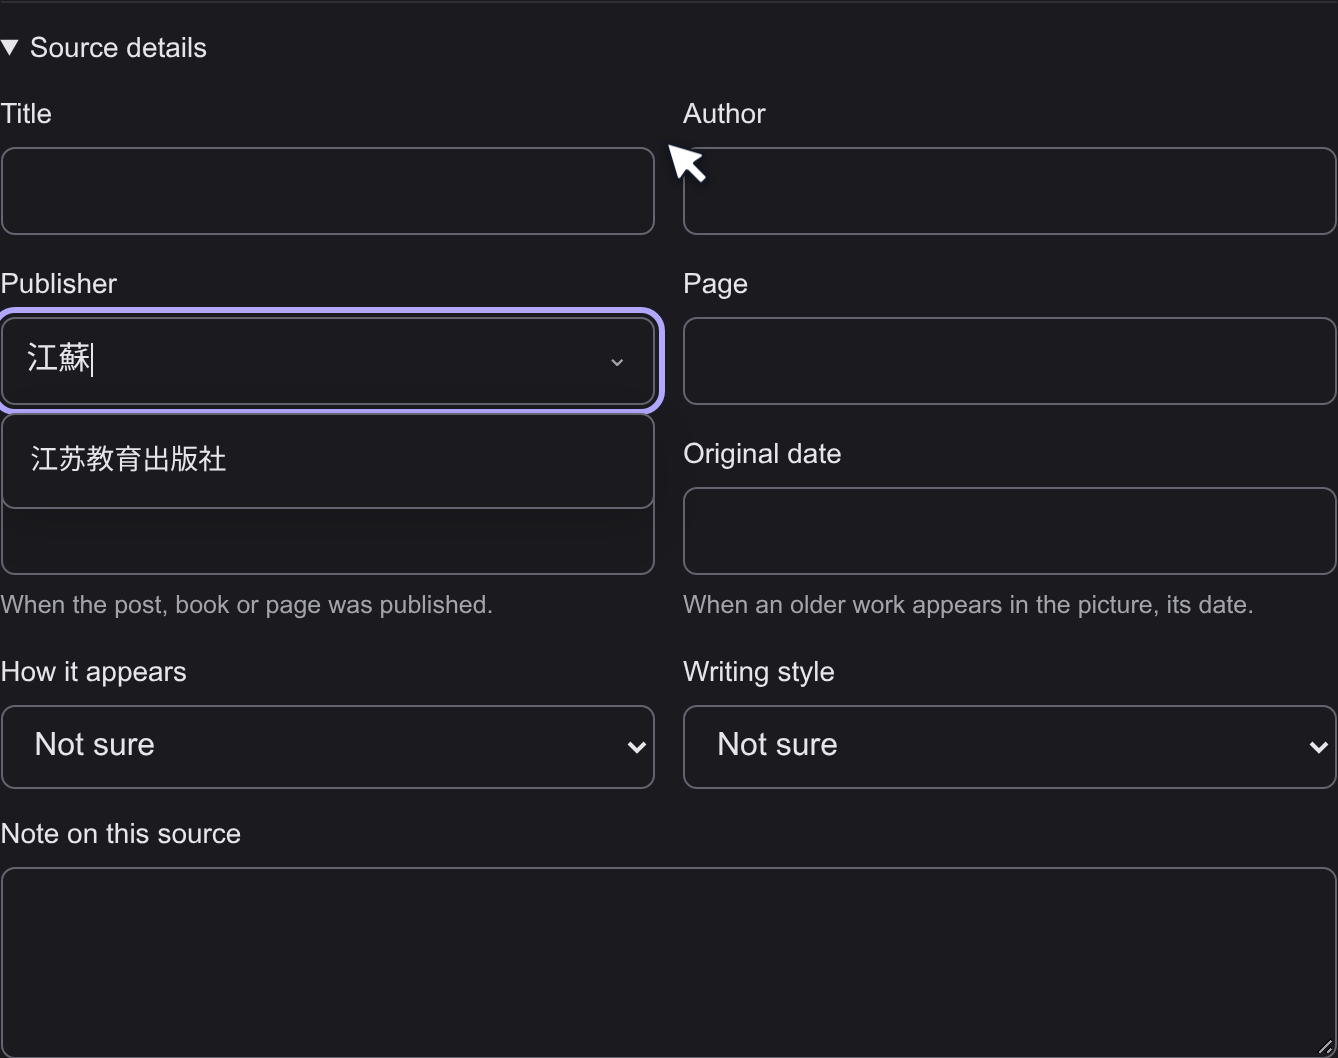 Source details
Title
Author
Publisher
Page
江蘇
江苏教育出版社
Original date
When the post, book or page was published.
When an older work appears in the picture, its date.
How it appears
Writing style
Not sure
Not sure
Note on this source